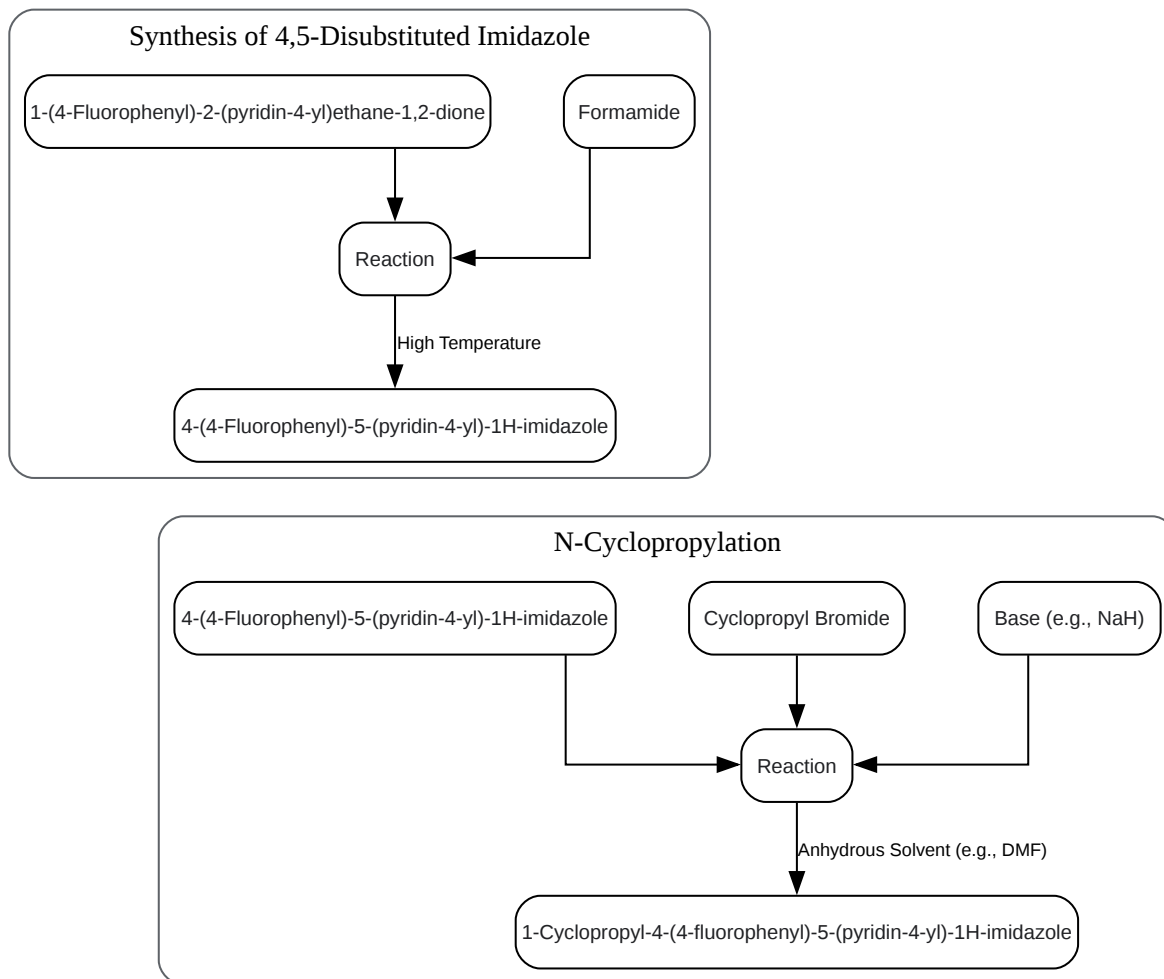 Synthesis of 4,5-Disubstituted Imidazole
1-(4-Fluorophenyl)-2-(pyridin-4-yl)ethane-1,2-dione
Formamide
Reaction
High Temperature
4-(4-Fluorophenyl)-5-(pyridin-4-yl)-1H-imidazole
N-Cyclopropylation
4-(4-Fluorophenyl)-5-(pyridin-4-yl)-1H-imidazole
Cyclopropyl Bromide
Base (e.g., NaH)
Reaction
Anhydrous Solvent (e.g., DMF)
1-Cyclopropyl-4-(4-fluorophenyl)-5-(pyridin-4-yl)-1H-imidazole